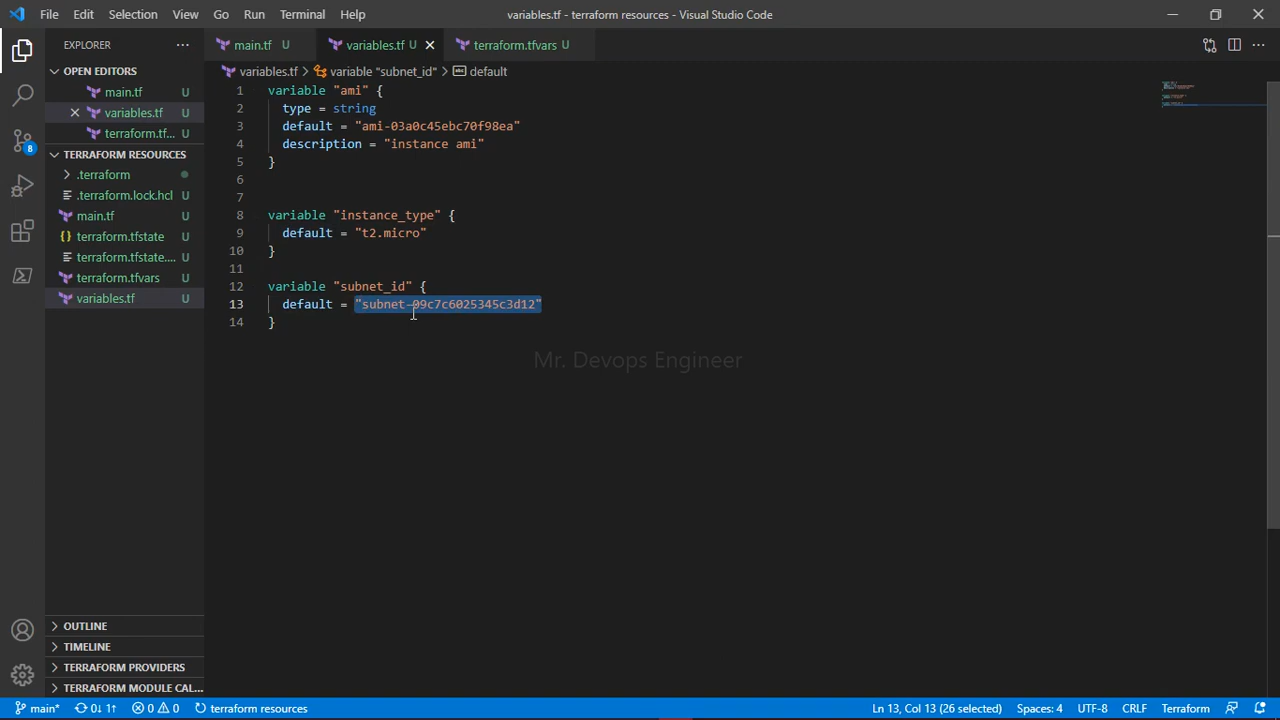 File Edit Selection View Go Run Terminal Help
variables.tf - terraform resources - Visual Studio Code
EXPLORER
main.tf U
variables.tf U
terraform.tfvars U
OPEN EDITORS
variables.tf > variable "subnet_id" > default
main.tf U
variables.tf U
terraform.tf... U
TERRAFORM RESOURCES
.terraform
.terraform.lock.hcl U
main.tf U
terraform.tfstate U
terraform.tfstate.... U
terraform.tfvars U
variables.tf U
8
1 variable "ami" {
2 type = string
3 default = "ami-03a0c45ebc70f98ea"
4 description = "instance ami"
5 }
6
7
8 variable "instance_type" {
9 default = "t2.micro"
10 }
11
12 variable "subnet_id" {
13 default = "subnet-09c7c6025345c3d12"
14 }
Mr. Devops Engineer
OUTLINE
TIMELINE
TERRAFORM PROVIDERS
TERRAFORM MODULE CAL...
main* 0↓ 1↑ 0 0 terraform resources
Ln 13, Col 13 (26 selected) Spaces: 4 UTF-8 CRLF Terraform